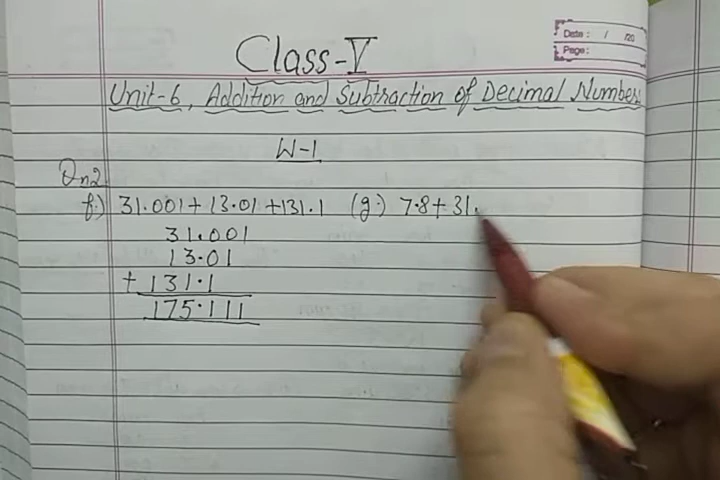 Date: / /20
Page:
Class-V
Unit-6, Addition and Subtraction of Decimal Numbers
W-1
Qn2
f.) 31.001 + 13.01 + 131.1 (g.) 7.8 + 31.
31.001
13.01
+ 131.1
175.111